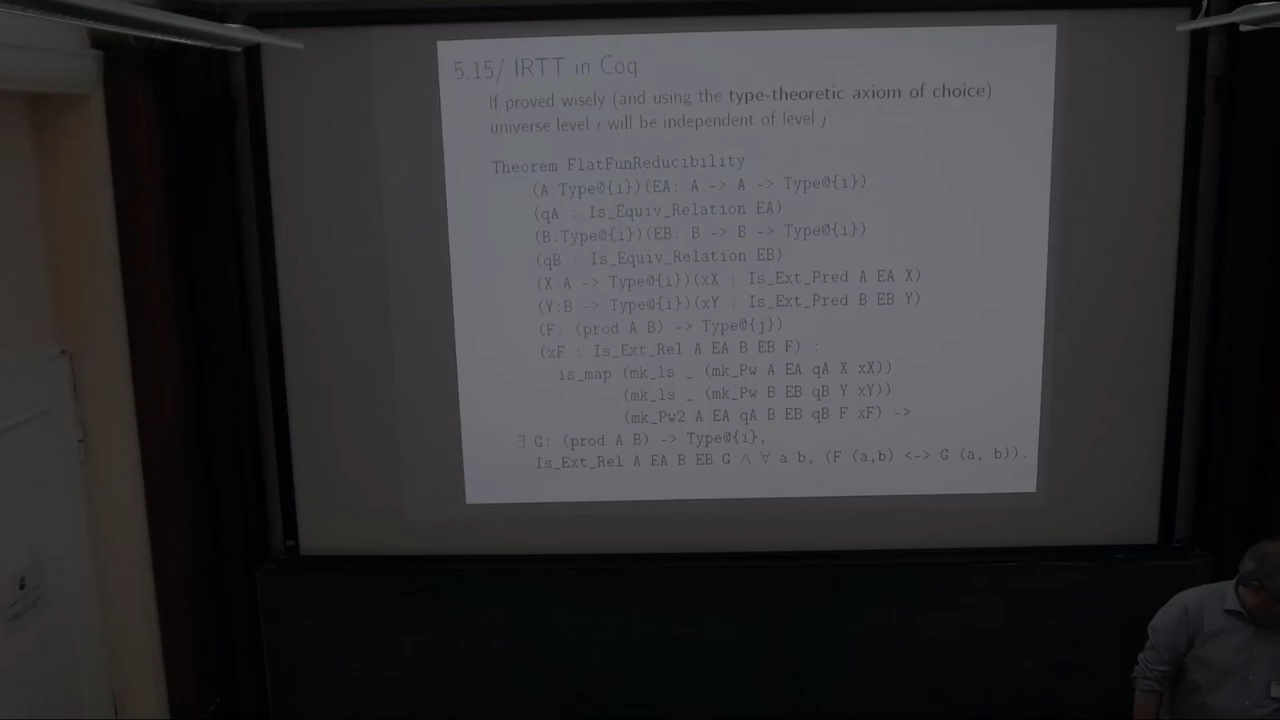 5.15/ IRTT in Coq
If proved wisely (and using the type-theoretic axiom of choice)
universe level i will be independent of level j:
Theorem FlatFunReducibility
(A:Type@{i})(EA: A -> A -> Type@{i})
(qA : Is_Equiv_Relation EA)
(B:Type@{i})(EB: B -> B -> Type@{i})
(qB : Is_Equiv_Relation EB)
(X:A -> Type@{i})(xX : Is_Ext_Pred A EA X)
(Y:B -> Type@{i})(xY : Is_Ext_Pred B EB Y)
(F: (prod A B) -> Type@{j})
(xF : Is_Ext_Rel A EA B EB F) :
is_map (mk_ls _ (mk_Pw A EA qA X xX))
(mk_ls _ (mk_Pw B EB qB Y xY))
(mk_Pw2 A EA qA B EB qB F xF) ->
∃ G: (prod A B) -> Type@{i},
Is_Ext_Rel A EA B EB G ∧ ∀ a b, (F (a,b) <-> G (a, b)).